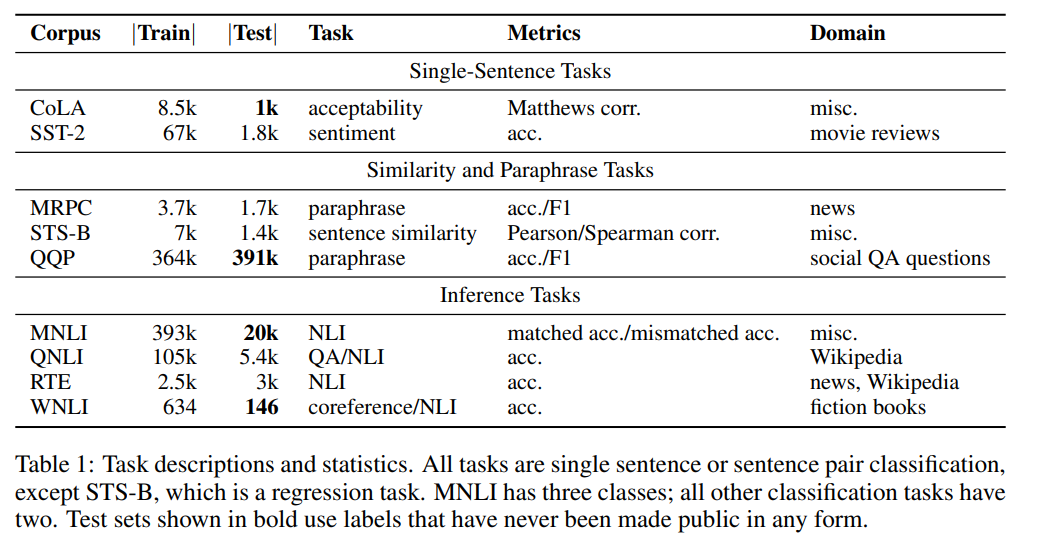 Corpus |Train| |Test| Task Metrics Domain
Single-Sentence Tasks
CoLA 8.5k 1k acceptability Matthews corr. misc.
SST-2 67k 1.8k sentiment acc. movie reviews
Similarity and Paraphrase Tasks
MRPC 3.7k 1.7k paraphrase acc./F1 news
STS-B 7k 1.4k sentence similarity Pearson/Spearman corr. misc.
QQP 364k 391k paraphrase acc./F1 social QA questions
Inference Tasks
MNLI 393k 20k NLI matched acc./mismatched acc. misc.
QNLI 105k 5.4k QA/NLI acc. Wikipedia
RTE 2.5k 3k NLI acc. news, Wikipedia
WNLI 634 146 coreference/NLI acc. fiction books
Table 1: Task descriptions and statistics. All tasks are single sentence or sentence pair classification,
except STS-B, which is a regression task. MNLI has three classes; all other classification tasks have
two. Test sets shown in bold use labels that have never been made public in any form.